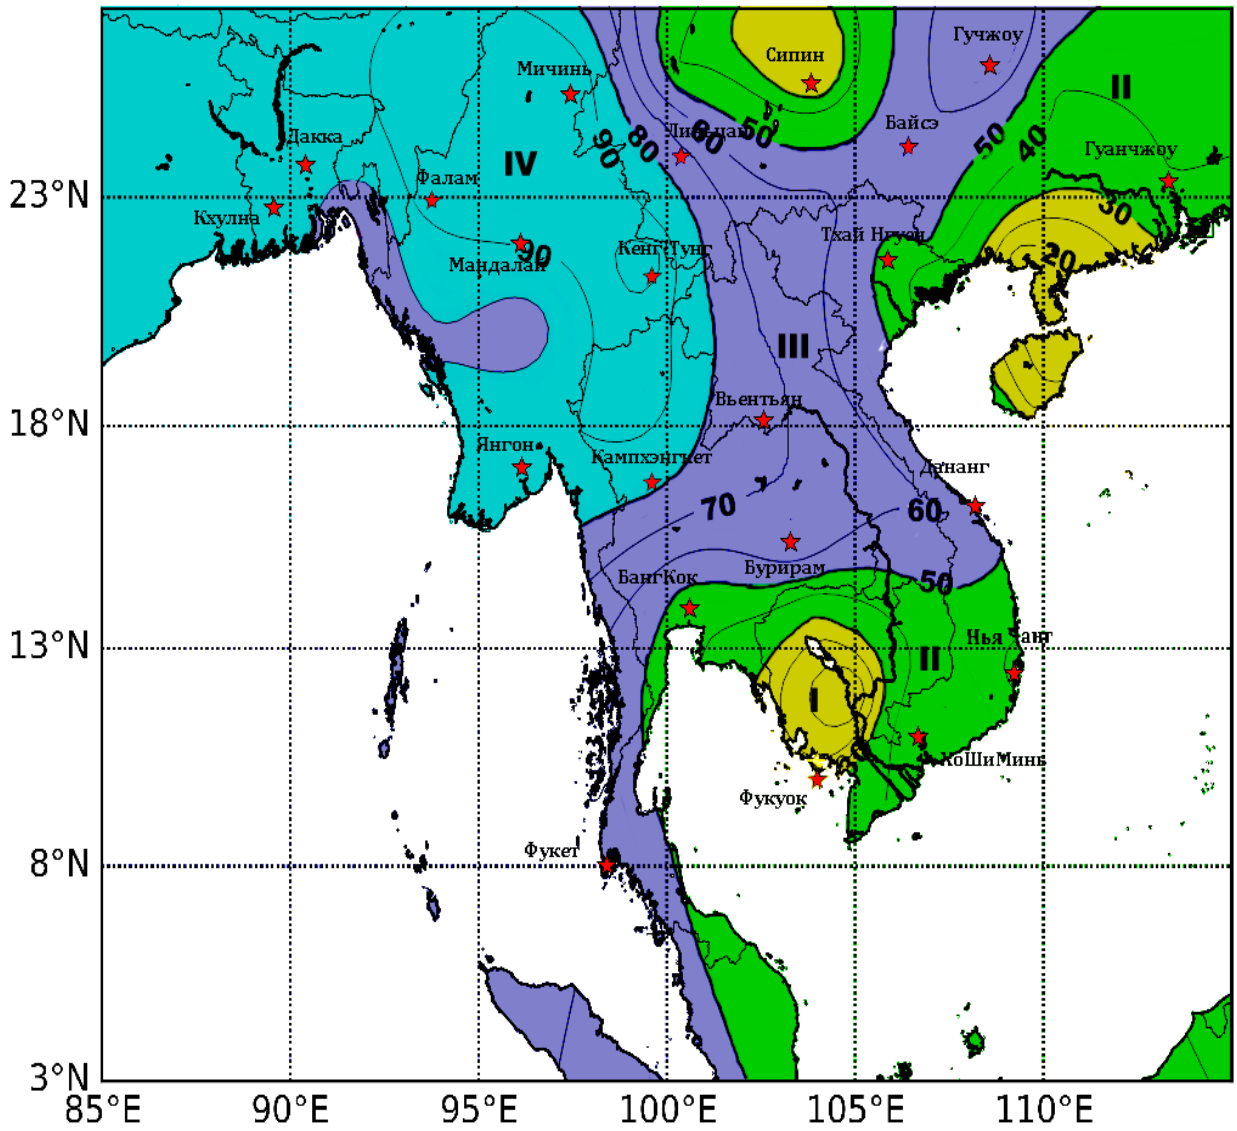 Гучжоу
Сипин
Мичинь
II
50
60
80
90
Линьцан
Байсэ
50
40
Гуанчжоу
Дакка
IV
Фалам
23°N
Кхулна
30
Тхай Нгуен
КенгТунг
90
Мандалай
20
III
Вьентьян
18°N
Янгон
Кампхэнгпет
Дананг
70
60
Бурирам
БангКок
50
Нья Чанг
13°N
II
I
ХоШиМинь
Фукуок
Фукет
8°N
3°N
85°E 90°E 95°E 100°E 105°E 110°E